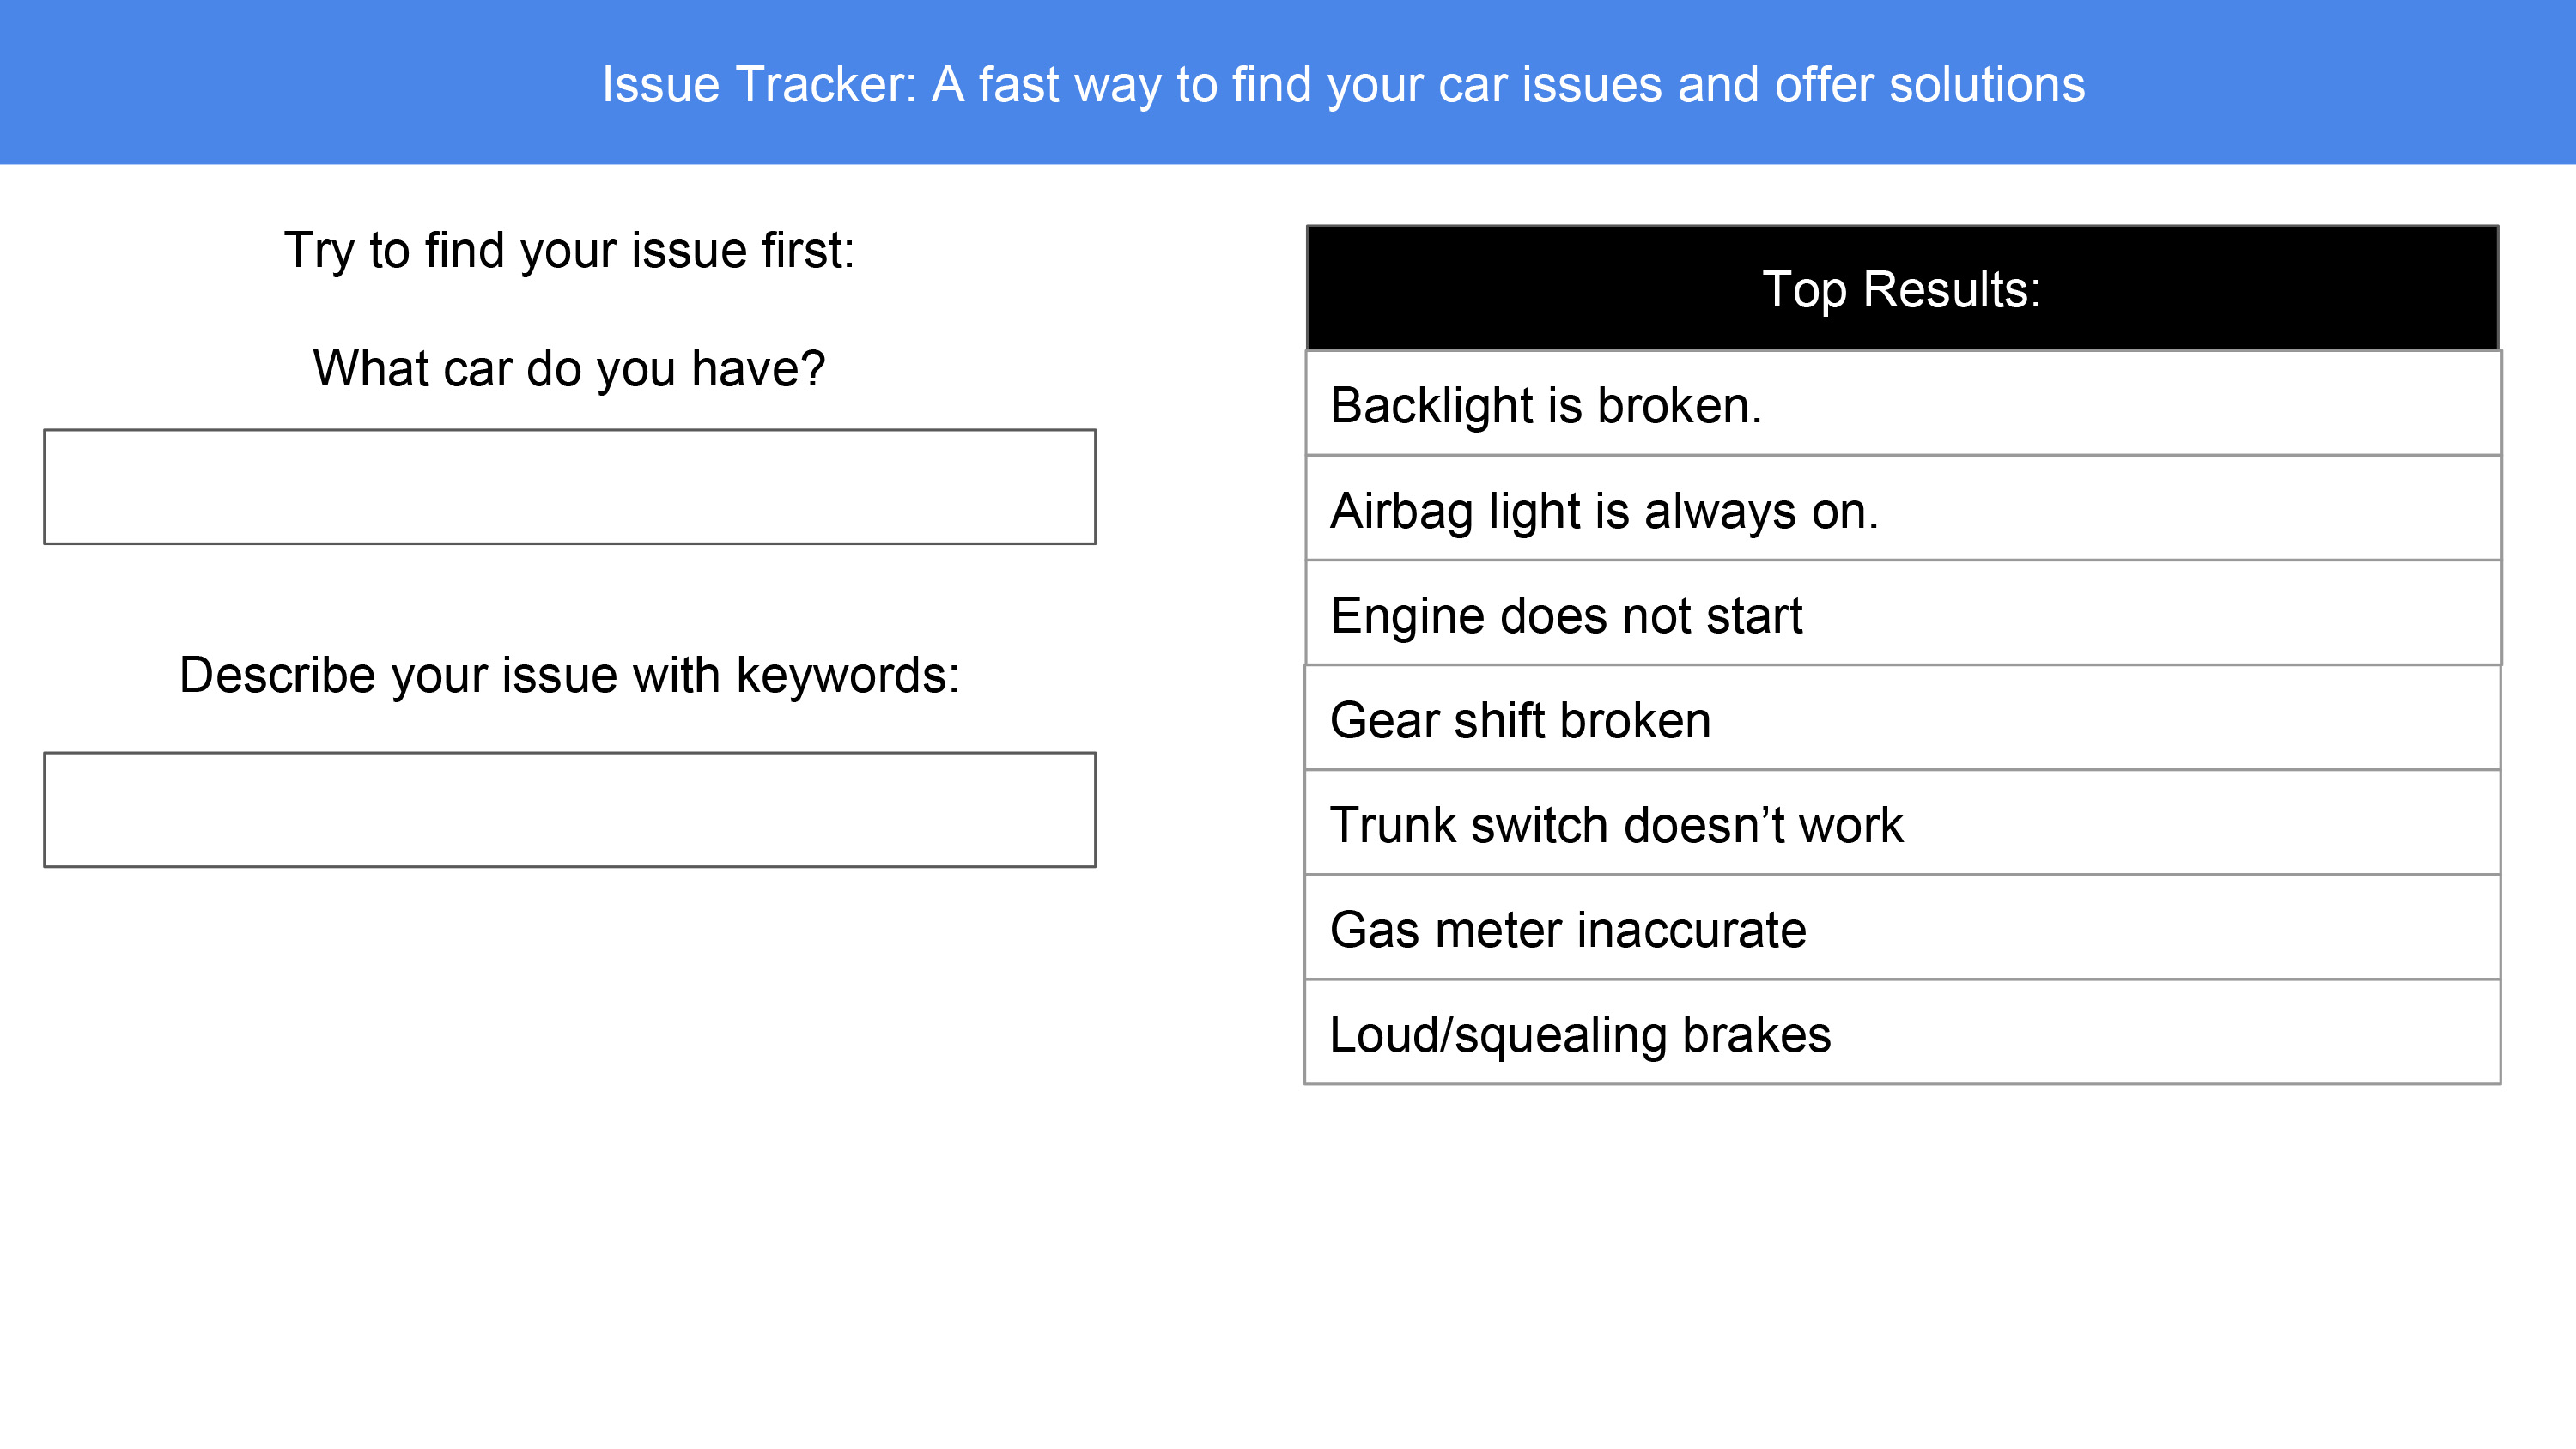 Issue Tracker: A fast way to find your car issues and offer solutions
Try to find your issue first:
What car do you have?
Describe your issue with keywords:
Top Results:
Backlight is broken.
Airbag light is always on.
Engine does not start
Gear shift broken
Trunk switch doesn’t work
Gas meter inaccurate
Loud/squealing brakes